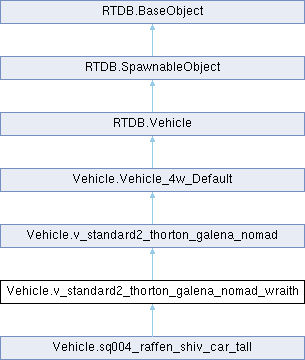 RTDB.BaseObject
RTDB.SpawnableObject
RTDB.Vehicle
Vehicle.Vehicle_4w_Default
Vehicle.v_standard2_thorton_galena_nomad
Vehicle.v_standard2_thorton_galena_nomad_wraith
Vehicle.sq004_raffen_shiv_car_tall